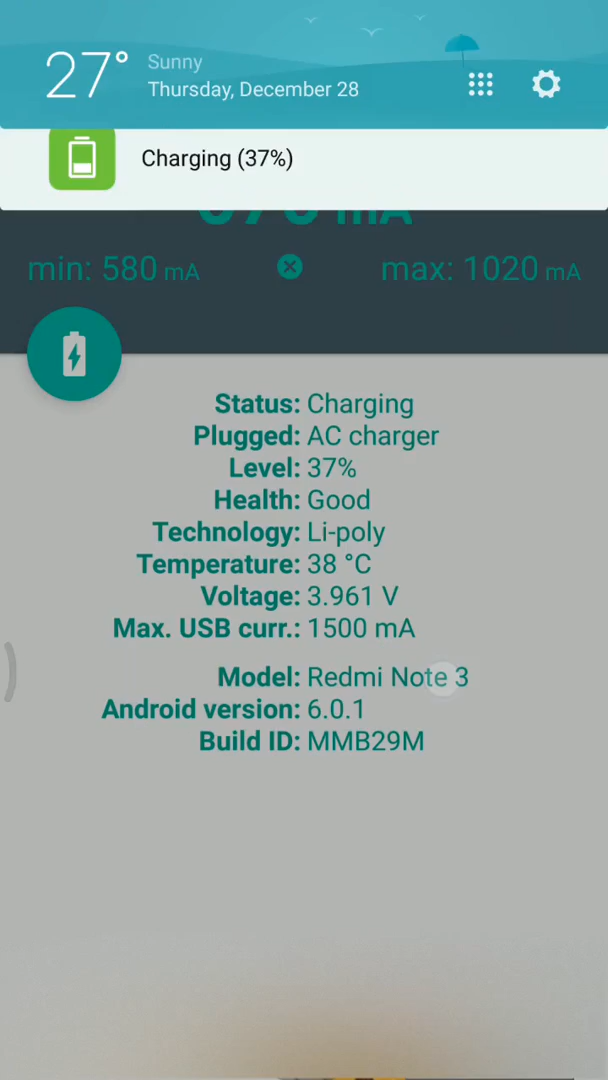 27°
Sunny
Thursday, December 28
Charging (37%)
mA
min: 580 mA
max: 1020 mA
Status: Charging
Plugged: AC charger
Level: 37%
Health: Good
Technology: Li-poly
Temperature: 38 °C
Voltage: 3.961 V
Max. USB curr.: 1500 mA
Model: Redmi Note 3
Android version: 6.0.1
Build ID: MMB29M